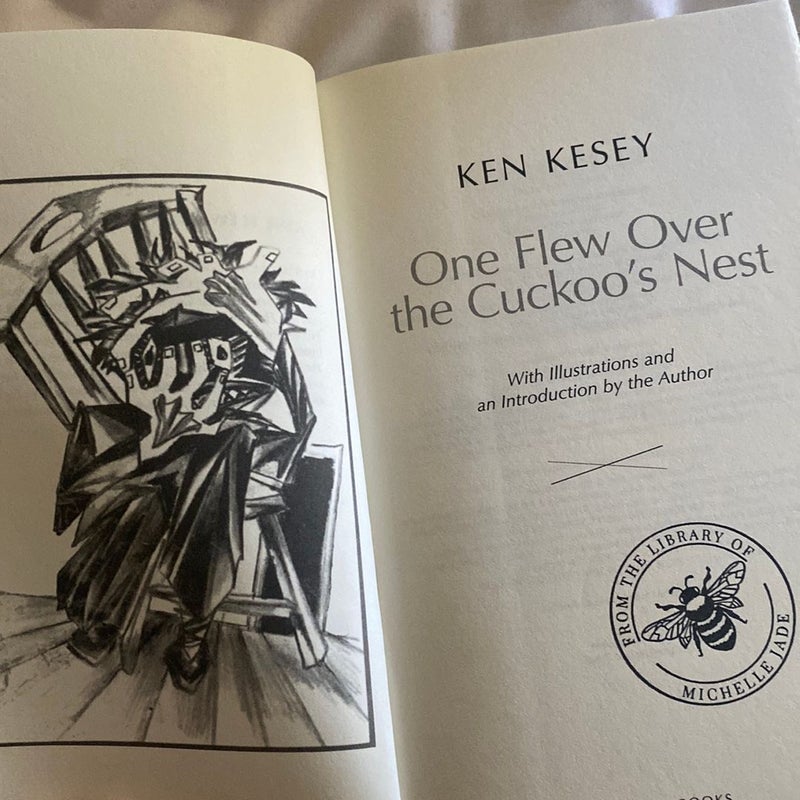 KEN KESEY
One Flew Over
the Cuckoo's Nest
With Illustrations and
an Introduction by the Author
FROM THE LIBRARY OF
MICHELLE JADE
BOOKS